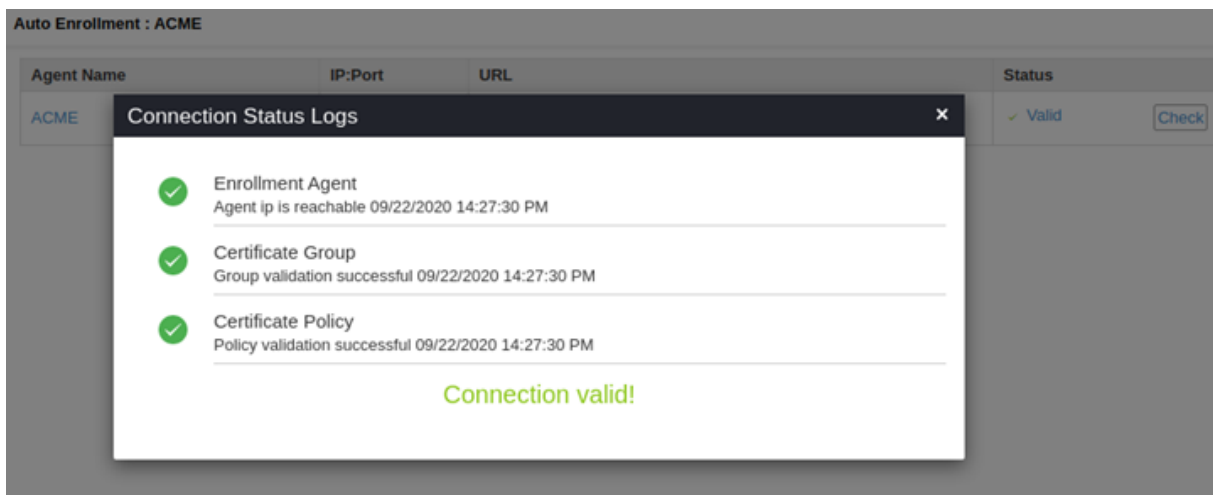 Auto Enrollment : ACME
Agent Name IP:Port URL Status
ACME Valid Check
Connection Status Logs ×
Enrollment Agent
Agent ip is reachable 09/22/2020 14:27:30 PM
Certificate Group
Group validation successful 09/22/2020 14:27:30 PM
Certificate Policy
Policy validation successful 09/22/2020 14:27:30 PM
Connection valid!